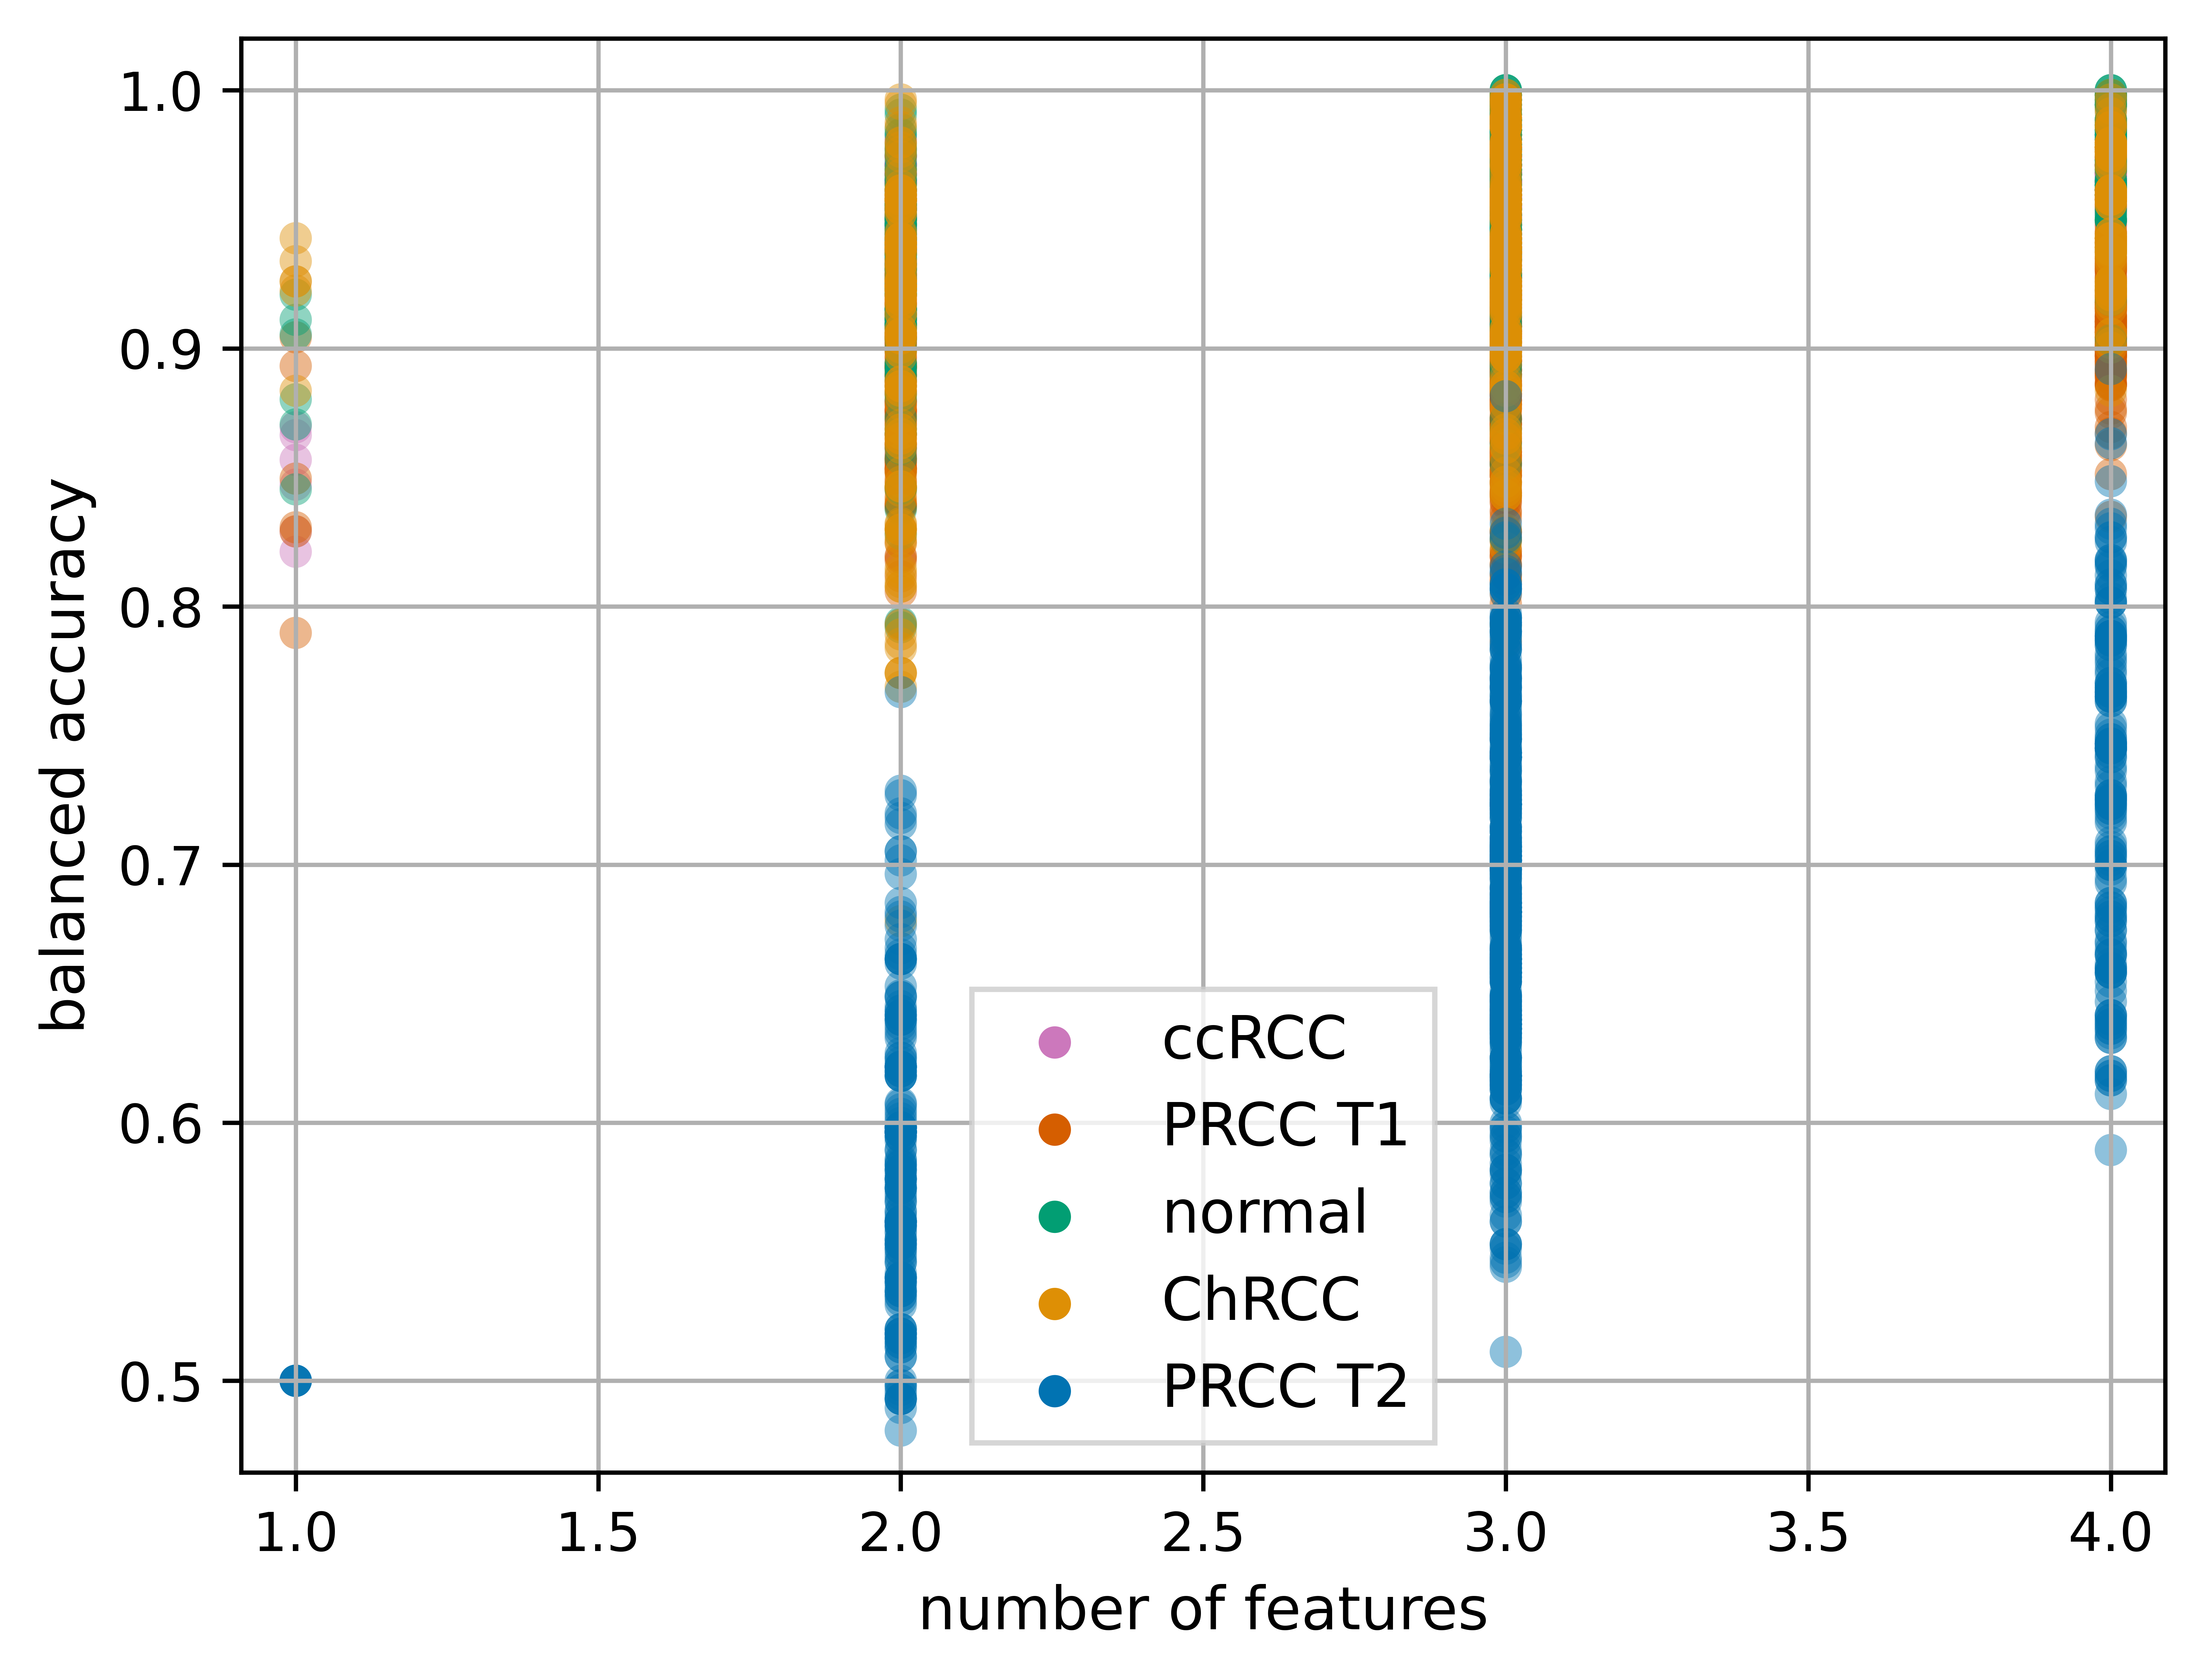 1.0
0.9
0.8
0.7
0.6
0.5
balanced accuracy
ccRCC
PRCC T1
normal
ChRCC
PRCC T2
1.0 1.5 2.0 2.5 3.0 3.5 4.0
number of features